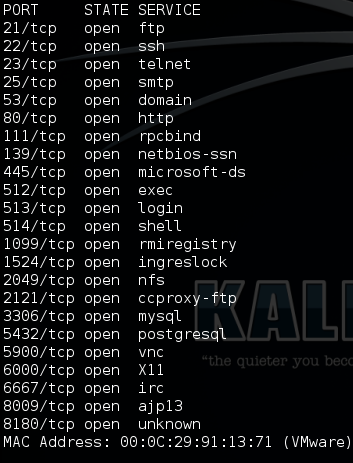 PORT STATE SERVICE
21/tcp open ftp
22/tcp open ssh
23/tcp open telnet
25/tcp open smtp
53/tcp open domain
80/tcp open http
111/tcp open rpcbind
139/tcp open netbios-ssn
445/tcp open microsoft-ds
512/tcp open exec
513/tcp open login
514/tcp open shell
1099/tcp open rmiregistry
1524/tcp open ingreslock
2049/tcp open nfs
2121/tcp open ccproxy-ftp
3306/tcp open mysql
5432/tcp open postgresql
5900/tcp open vnc
6000/tcp open X11
6667/tcp open irc
8009/tcp open ajp13
8180/tcp open unknown
MAC Address: 00:0C:29:91:13:71 (VMware)
KALI
"the quieter you beco